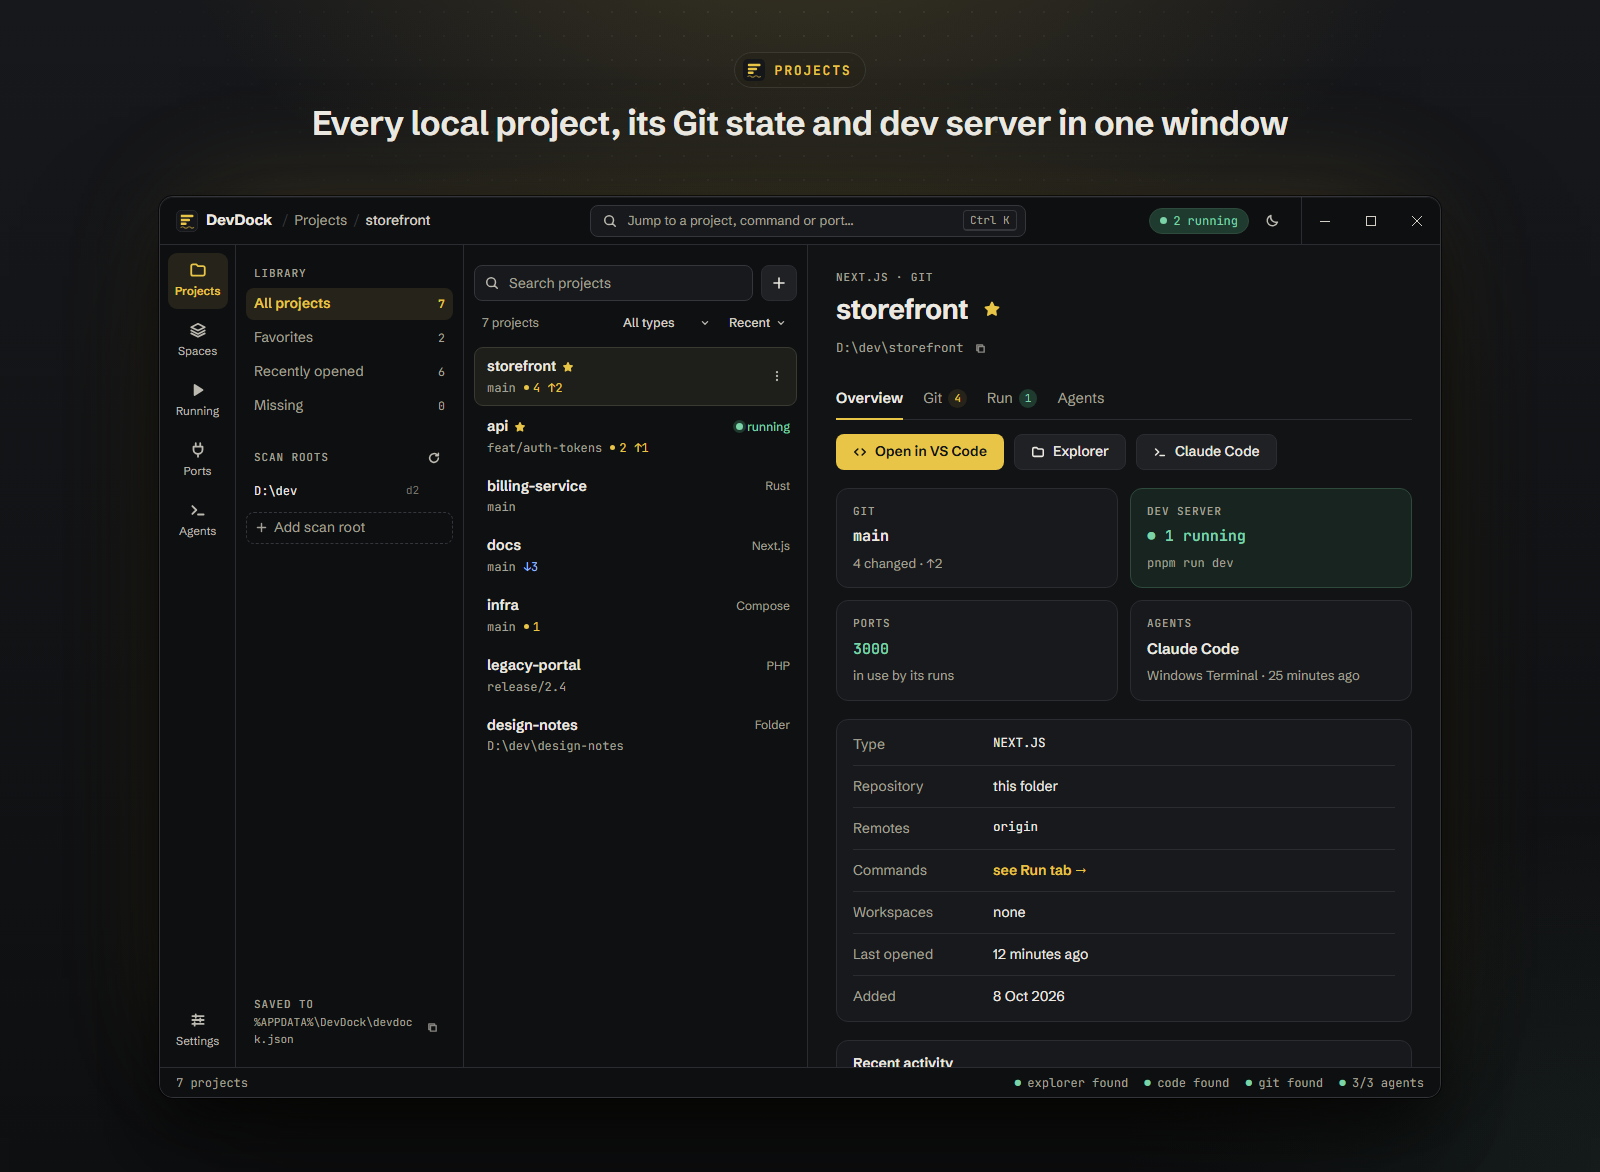 PROJECTS
Every local project, its Git state and dev server in one window
DevDock / Projects / storefront
Jump to a project, command or port...
Ctrl K
2 running
Projects
Spaces
Running
Ports
Agents
Settings
LIBRARY
All projects 7
Favorites 2
Recently opened 6
Missing 0
SCAN ROOTS
D:\dev d2
+ Add scan root
SAVED TO
%APPDATA%\DevDock\devdoc
k.json
Search projects
7 projects All types Recent
storefront
main • 4 ↑2
api running
feat/auth-tokens • 2 ↑1
billing-service Rust
main
docs Next.js
main ↓3
infra Compose
main • 1
legacy-portal PHP
release/2.4
design-notes Folder
D:\dev\design-notes
NEXT.JS · GIT
storefront
D:\dev\storefront
Overview Git 4 Run 1 Agents
Open in VS Code Explorer Claude Code
GIT
main
4 changed · ↑2
DEV SERVER
1 running
pnpm run dev
PORTS
3000
in use by its runs
AGENTS
Claude Code
Windows Terminal · 25 minutes ago
Type NEXT.JS
Repository this folder
Remotes origin
Commands see Run tab →
Workspaces none
Last opened 12 minutes ago
Added 8 Oct 2026
Recent activity
7 projects
explorer found code found git found 3/3 agents